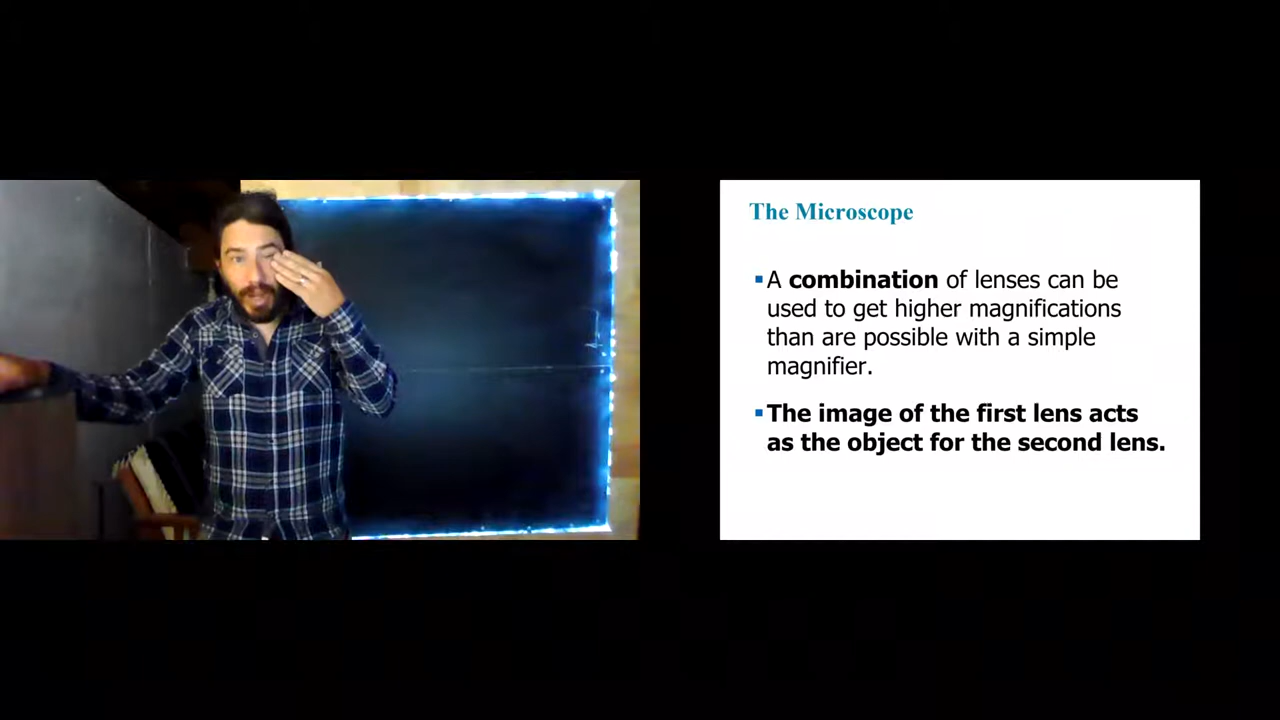 The Microscope
▪A combination of lenses can be
used to get higher magnifications
than are possible with a simple
magnifier.
▪The image of the first lens acts
as the object for the second lens.